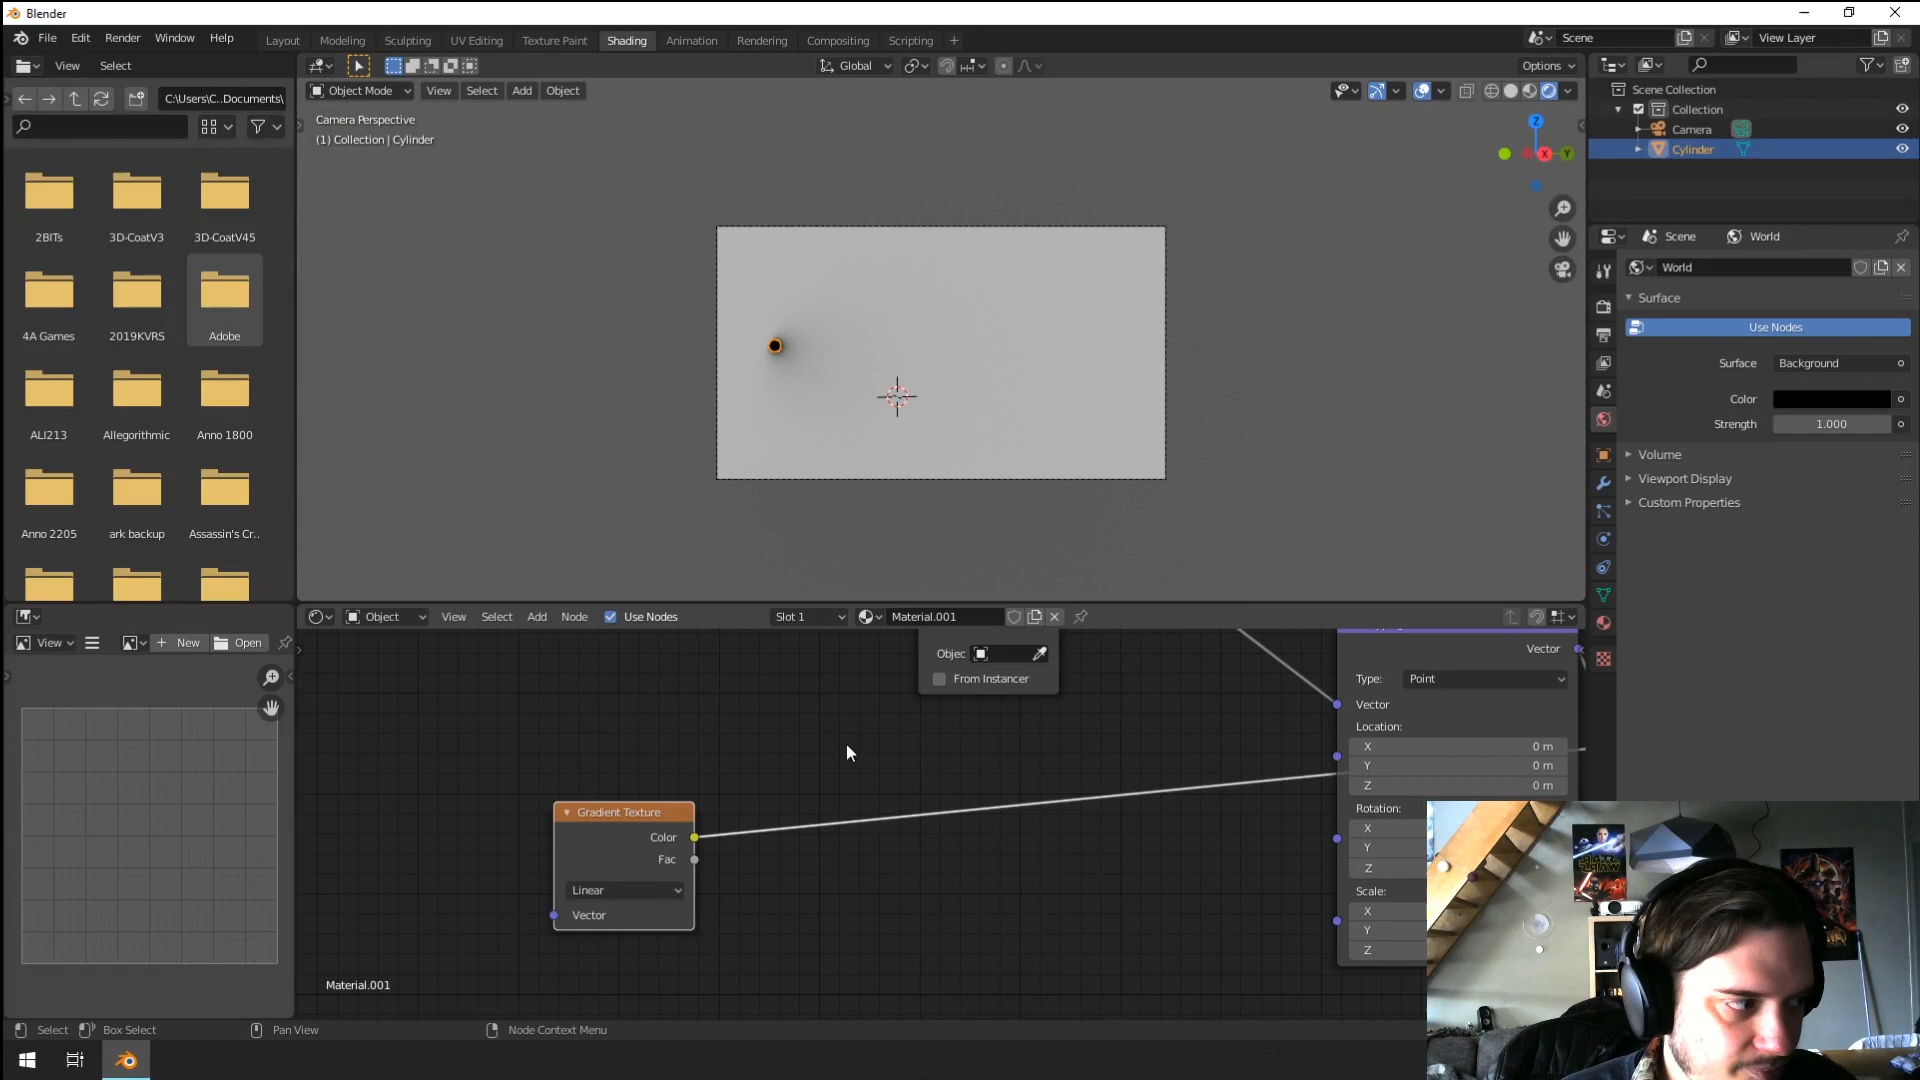 Blender
File Edit Render Window Help
Layout Modeling Sculpting UV Editing Texture Paint Shading Animation Rendering Compositing Scripting +
Scene
View Layer
View Select
Global
Options
C:\Users\C..Documents\
Object Mode View Select Add Object
Camera Perspective
(1) Collection | Cylinder
Z
X
Y
Scene Collection
Collection
Camera
Cylinder
2BITs
3D-CoatV3
3D-CoatV45
4A Games
2019KVRS
Adobe
ALI213
Allegorithmic
Anno 1800
Anno 2205
ark backup
Assassin's Cr..
Scene World
World
Surface
Use Nodes
Surface Background
Color
Strength 1.000
Volume
Viewport Display
Custom Properties
Object View Select Add Node Use Nodes Slot 1 Material.001
View + New Open
Objec
From Instancer
Vector
Type: Point
Vector
Location:
X 0 m
Y 0 m
Z 0 m
Rotation:
X
Y
Z
Scale:
X
Y
Z
Gradient Texture
Color
Fac
Linear
Vector
Material.001
Select Box Select Pan View Node Context Menu